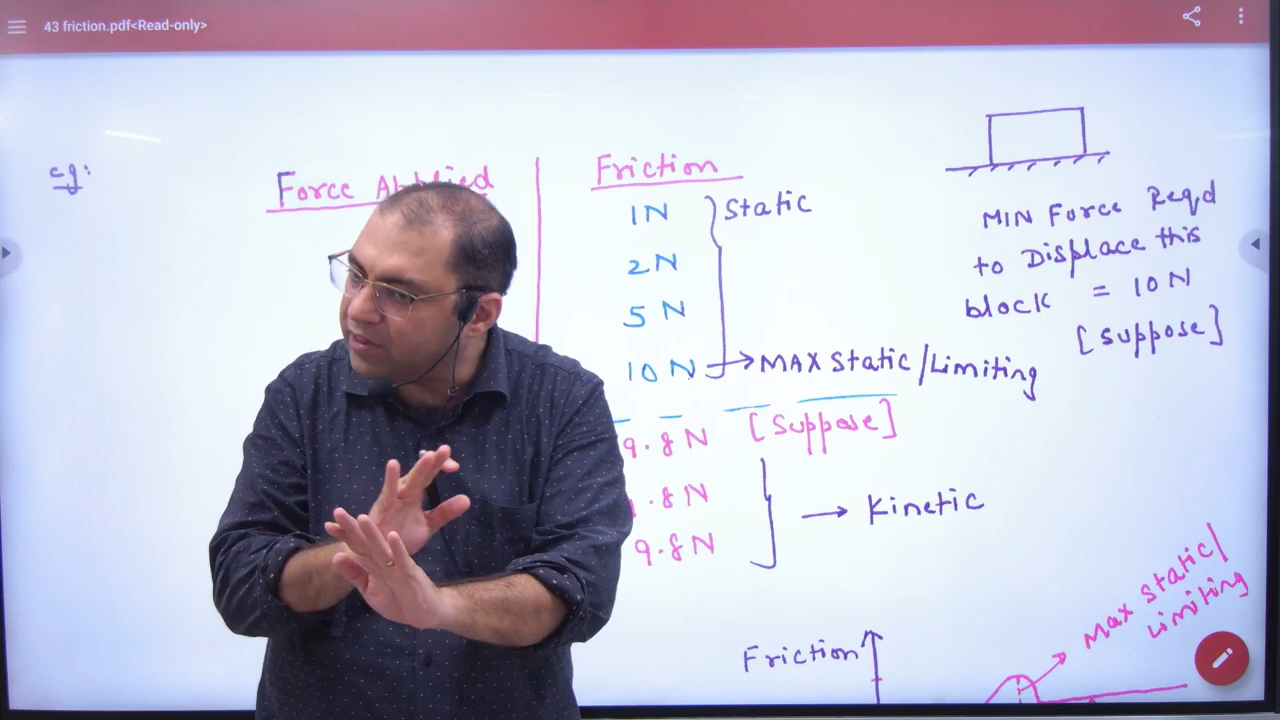 43 friction.pdf<Read-only>
eg:
Force Applied
Friction
1N
2N
5N
10N
Static
→ MAX Static/Limiting
9.8N [Suppose]
.8N
9.8N
→ Kinetic
MIN Force Reqd
to Displace this
block = 10N
[Suppose]
Friction
Max Static/
Limiting